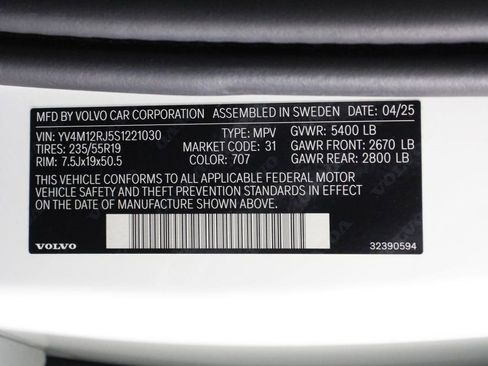 MFD BY VOLVO CAR CORPORATION ASSEMBLED IN SWEDEN DATE: 04/25
VIN: YV4M12RJ5S1221030 TYPE: MPV GVWR: 5400 LB
TIRES: 235/55R19 MARKET CODE: 31 GAWR FRONT: 2670 LB
RIM: 7.5Jx19x50.5 COLOR: 707 GAWR REAR: 2800 LB
THIS VEHICLE CONFORMS TO ALL APPLICABLE FEDERAL MOTOR
VEHICLE SAFETY AND THEFT PREVENTION STANDARDS IN EFFECT
ON THE DATE OF MANUFACTURE SHOWN ABOVE.
VOLVO 32390594